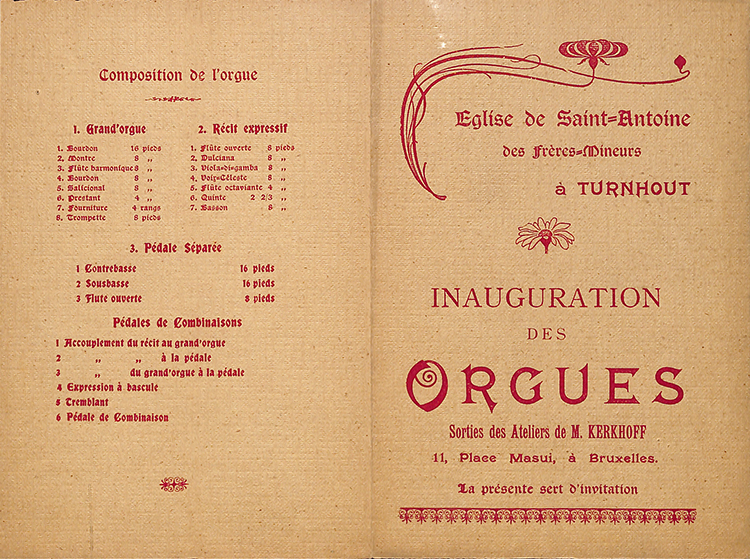 Composition de l'orgue
1. Grand'orgue
1. Bourdon 16 pieds
2. Montre 8 „
3. Flûte harmonique 8 „
4. Bourdon 8 „
5. Salicional 8 „
6. Prestant 4 „
7. Fourniture 4 rangs
8. Trompette 8 pieds
2. Récit expressif
1. Flûte ouverte 8 pieds
2. Dulciana 8 „
3. Viola=di=gamba 8 „
4. Voix=Céleste 8 „
5. Flûte octaviante 4 „
6. Quinte 2 2/3 „
7. Basson 8 „
3. Pédale Séparée
1 Contrebasse 16 pieds
2 Sousbasse 16 pieds
3 Flute ouverte 8 pieds
Pédales de Combinaisons
1 Accouplement du récit au grand'orgue
2 „ „ à la pédale
3 „ du grand'orgue à la pédale
4 Expression à bascule
5 Tremblant
6 Pédale de Combinaison
Eglise de Saint=Antoine
des Frères=Mineurs
à TURNHOUT
INAUGURATION
DES
ORGUES
Sorties des Ateliers de M. KERKHOFF
11, Place Masui, à Bruxelles.
La présente sert d'invitation